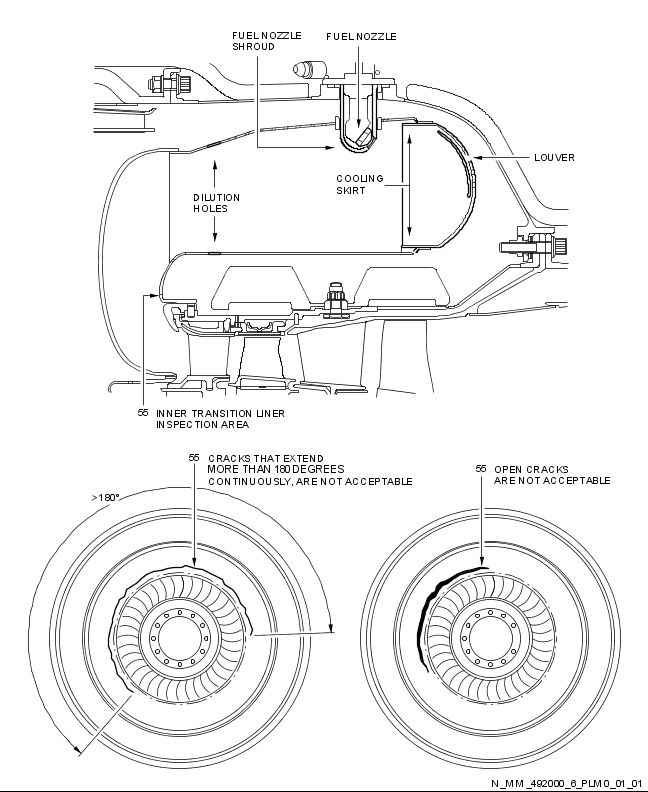 FUEL NOZZLE
SHROUD
FUEL NOZZLE
LOUVER
COOLING
SKIRT
DILUTION
HOLES
55 INNER TRANSITION LINER
INSPECTION AREA
55 CRACKS THAT EXTEND
MORE THAN 180 DEGREES
CONTINUOUSLY, ARE NOT ACCEPTABLE
>180°
55 OPEN CRACKS
ARE NOT ACCEPTABLE
N_MM_492000_6_PLM0_01_01